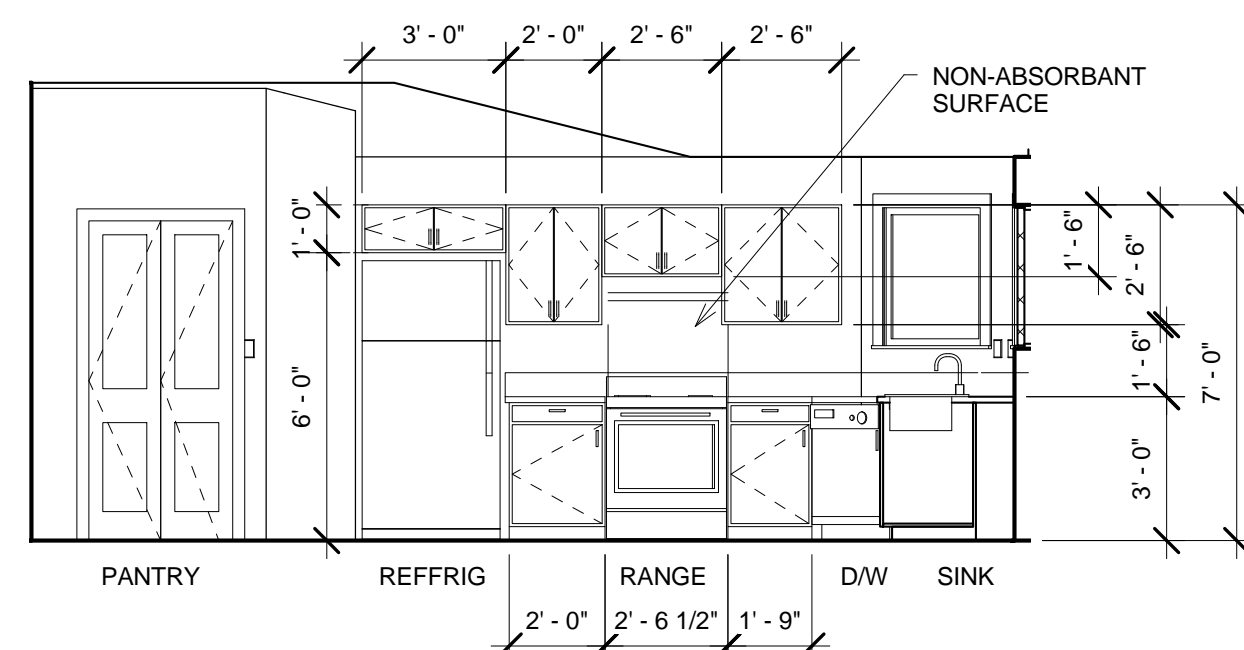 3' - 0"
2' - 0"
2' - 6"
2' - 6"
NON-ABSORBANT
SURFACE
1' - 0"
6' - 0"
1' - 6"
2' - 6"
1' - 6"
3' - 0"
7' - 0"
PANTRY
REFFRIG
RANGE
D/W
SINK
2' - 0"
2' - 6 1/2"
1' - 9"